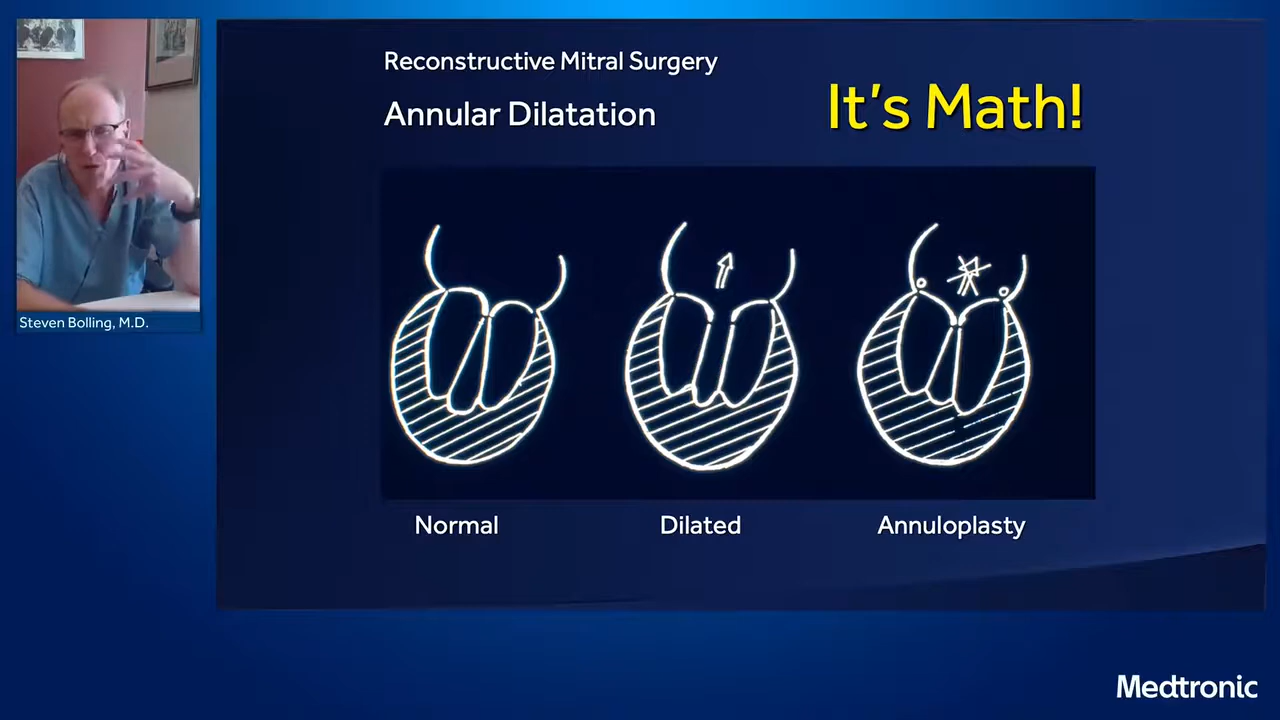 Steven Bolling, M.D.
Reconstructive Mitral Surgery
Annular Dilatation
It's Math!
Normal
Dilated
Annuloplasty
Medtronic